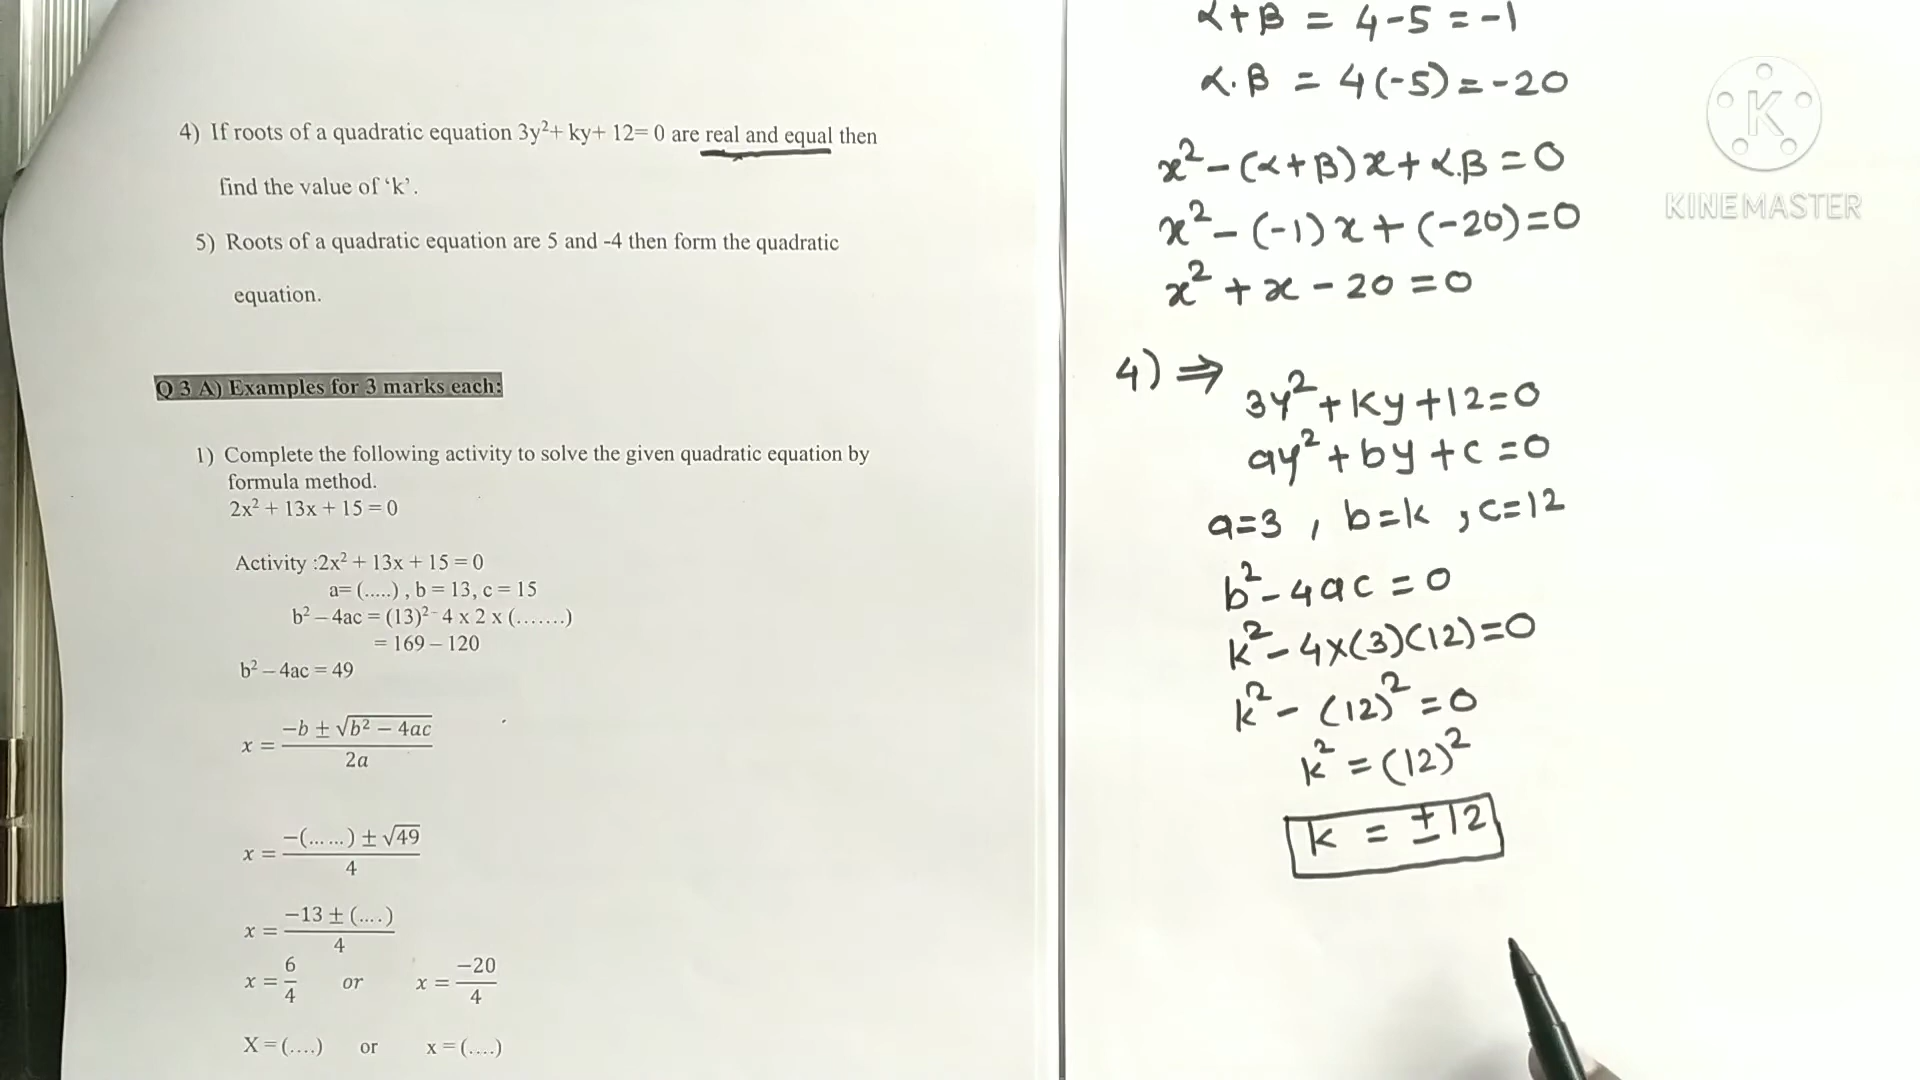 4) If roots of a quadratic equation 3y²+ ky+ 12= 0 are real and equal then
find the value of ‘k’.
5) Roots of a quadratic equation are 5 and -4 then form the quadratic
equation.
Q 3 A) Examples for 3 marks each:
1) Complete the following activity to solve the given quadratic equation by
formula method.
2x² + 13x + 15 = 0
Activity :2x² + 13x + 15 = 0
a= (.....) , b = 13, c = 15
b² – 4ac = (13)² - 4 x 2 x (.......)
= 169 – 120
b² – 4ac = 49
x = (−b ± √(b² − 4ac)) / 2a
x = (−(... ...) ± √49) / 4
x = (−13 ± (....)) / 4
x = 6/4 or x = −20/4
X = (....) or x = (....)
α+β = 4-5 = -1
α.β = 4(-5) = -20
x² - (α+β)x + α.β = 0
x² - (-1)x + (-20) = 0
x² + x - 20 = 0
4) ⇒
3y² + ky + 12 = 0
ay² + by + c = 0
a=3 , b=k , c=12
b² - 4ac = 0
k² - 4×(3)(12) = 0
k² - (12)² = 0
k² = (12)²
k = ±12
K
KINEMASTER